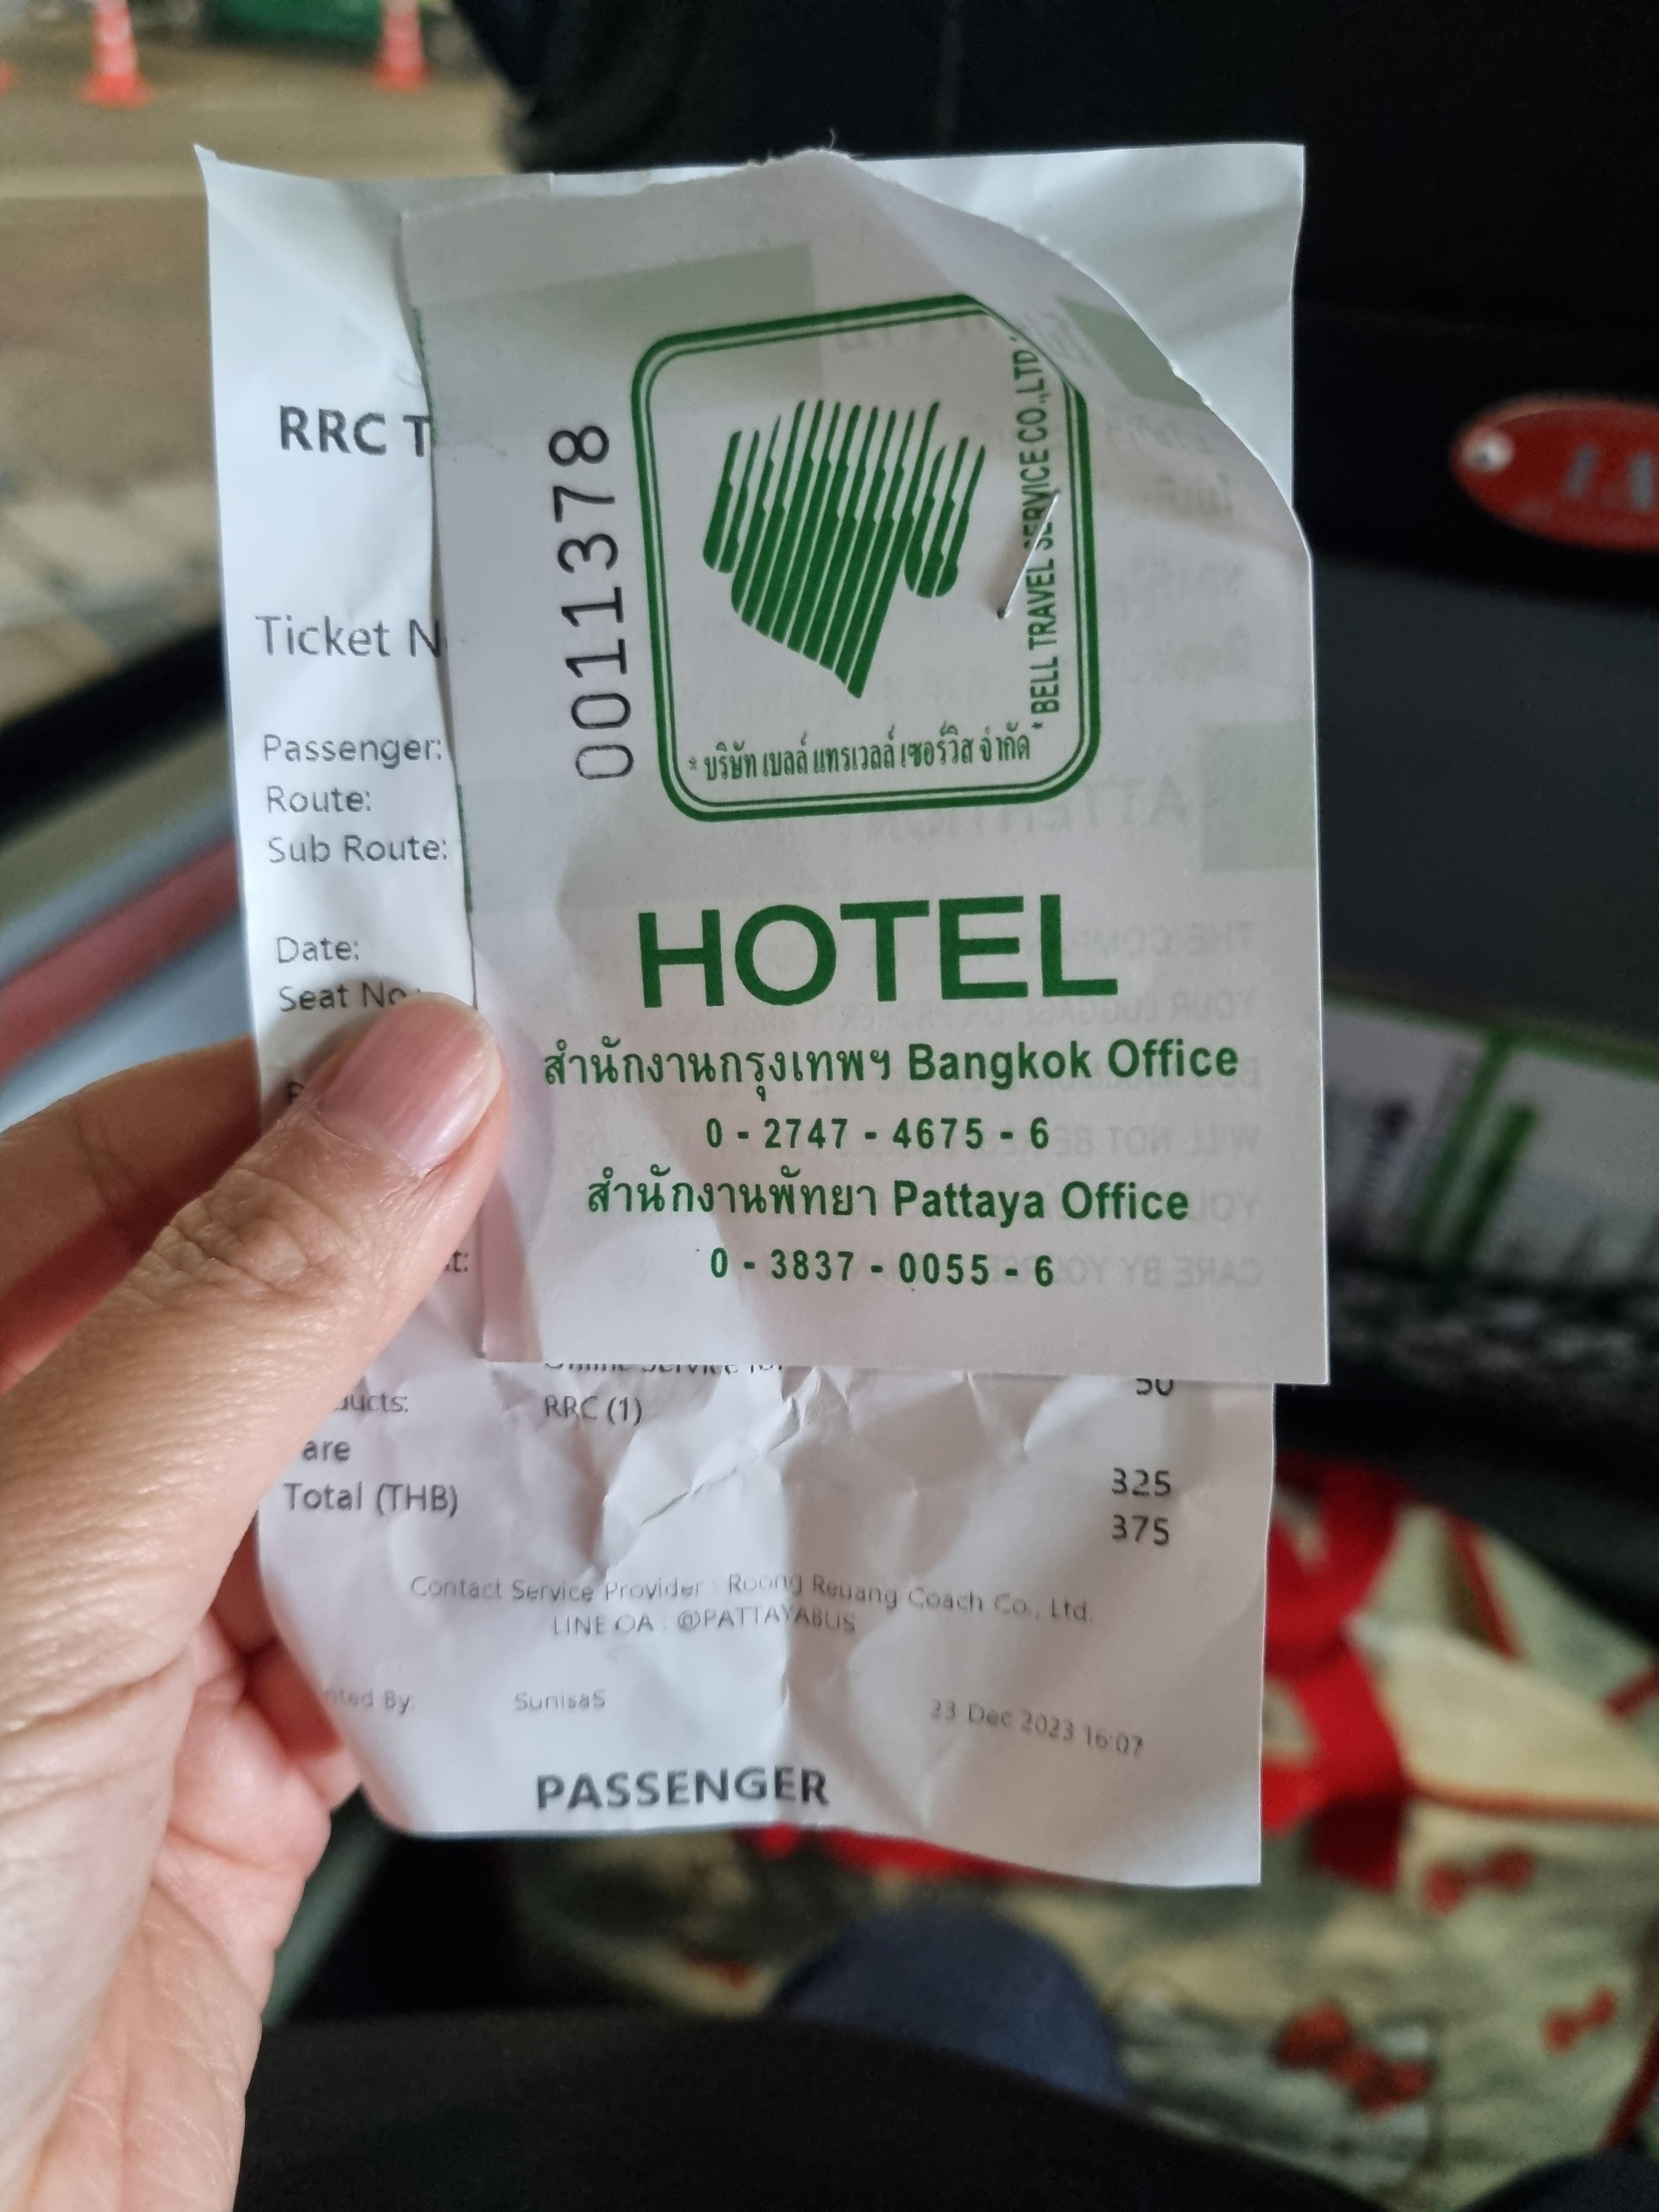 RRC T
Ticket N
Passenger:
Route:
Sub Route:
Date:
Seat No.:
0011378
* บริษัท เบลล์ แทรเวลล์ เซอร์วิส จำกัด *
BELL TRAVEL SERVICE CO.,LTD.
HOTEL
สำนักงานกรุงเทพฯ Bangkok Office
0 - 2747 - 4675 - 6
สำนักงานพัทยา Pattaya Office
0 - 3837 - 0055 - 6
50
ducts: RRC (1)
are 325
Total (THB) 375
Contact Service Provider : Roong Reuang Coach Co., Ltd.
LINE OA : @PATTAYABUS
nted By: SunisaS 23 Dec 2023 16:07
PASSENGER